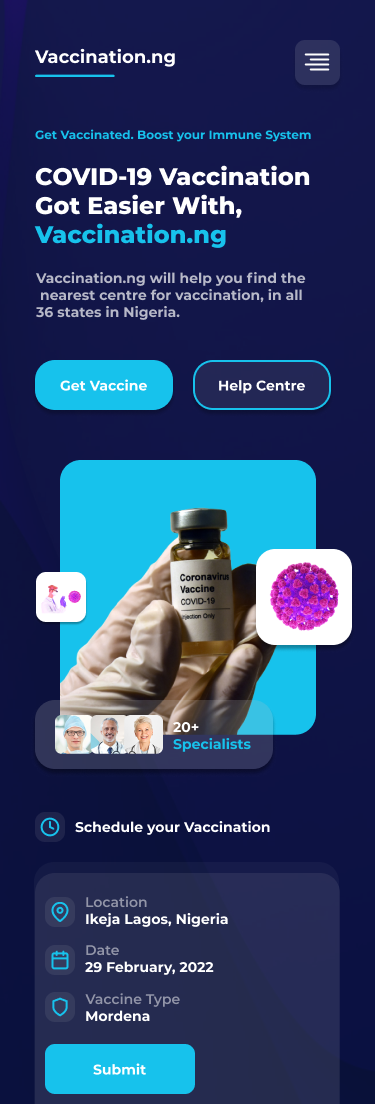 Vaccination.ng
Get Vaccinated. Boost your Immune System
COVID-19 Vaccination
Got Easier With,
Vaccination.ng
Vaccination.ng will help you find the
nearest centre for vaccination, in all
36 states in Nigeria.
Get Vaccine
Help Centre
Coronavirus
Vaccine
COVID-19
Injection Only
20+
Specialists
Schedule your Vaccination
Location
Ikeja Lagos, Nigeria
Date
29 February, 2022
Vaccine Type
Mordena
Submit